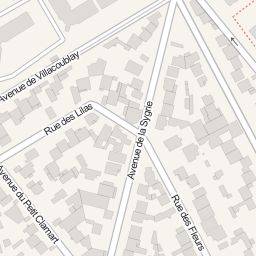 Avenue de Villacoublay
Rue des Lilas
Avenue de la Sygrie
Avenue du Petit Clamart
Rue des Fleurs